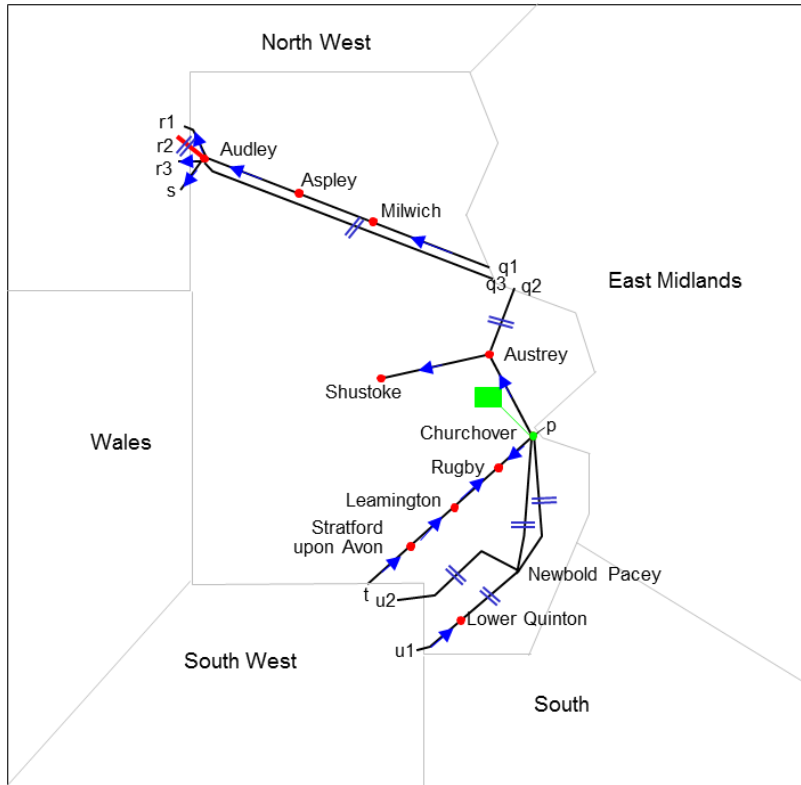 North West
r1
r2
Audley
r3
Aspley
s
Milwich
q1
q3 q2
East Midlands
Austrey
Shustoke
Churchover
p
Wales
Rugby
Leamington
Stratford
upon Avon
t
u2
Newbold Pacey
Lower Quinton
u1
South West
South